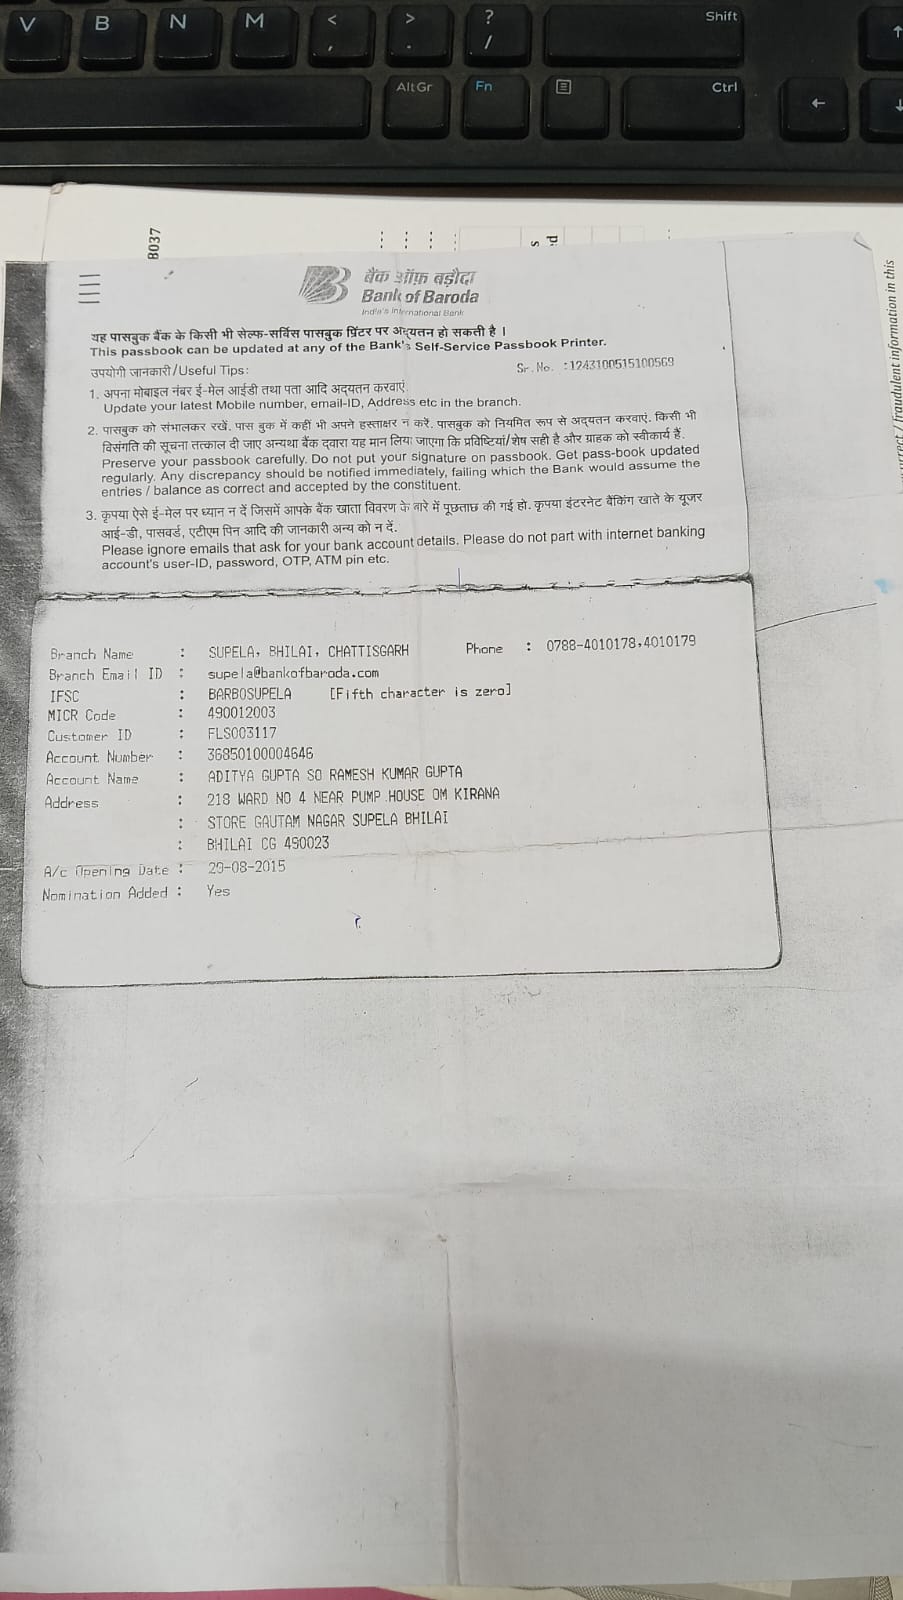 V B N M < , > . ? / Shift ↑
AltGr Fn Ctrl ← ↓
8037
urrect / fraudulent information in this
बैंक ऑफ़ बड़ौदा
Bank of Baroda
India's International Bank
यह पासबुक बैंक के किसी भी सेल्फ-सर्विस पासबुक प्रिंटर पर अद्यतन हो सकती है ।
This passbook can be updated at any of the Bank's Self-Service Passbook Printer.
उपयोगी जानकारी/Useful Tips: Sr.No. :1243100515100569
1. अपना मोबाइल नंबर ई-मेल आईडी तथा पता आदि अद्यतन करवाएं.
Update your latest Mobile number, email-ID, Address etc in the branch.
2. पासबुक को संभालकर रखें. पास बुक में कहीं भी अपने हस्ताक्षर न करें. पासबुक को नियमित रूप से अद्यतन करवाएं. किसी भी
विसंगति की सूचना तत्काल दी जाए अन्यथा बैंक द्वारा यह मान लिया जाएगा कि प्रविष्टियां/शेष सही है और ग्राहक को स्वीकार्य हैं.
Preserve your passbook carefully. Do not put your signature on passbook. Get pass-book updated
regularly. Any discrepancy should be notified immediately, failing which the Bank would assume the
entries / balance as correct and accepted by the constituent.
3. कृपया ऐसे ई-मेल पर ध्यान न दें जिसमें आपके बैंक खाता विवरण के बारे में पूछताछ की गई हो. कृपया इंटरनेट बैंकिंग खाते के यूजर
आई-डी, पासवर्ड, एटीएम पिन आदि की जानकारी अन्य को न दें.
Please ignore emails that ask for your bank account details. Please do not part with internet banking
account's user-ID, password, OTP, ATM pin etc.
Branch Name : SUPELA, BHILAI, CHATTISGARH Phone : 0788-4010178,4010179
Branch Email ID : supela@bankofbaroda.com
IFSC : BARB0SUPELA [Fifth character is zero]
MICR Code : 490012003
Customer ID : FLS003117
Account Number : 36850100004646
Account Name : ADITYA GUPTA SO RAMESH KUMAR GUPTA
Address : 218 WARD NO 4 NEAR PUMP HOUSE OM KIRANA
: STORE GAUTAM NAGAR SUPELA BHILAI
: BHILAI CG 490023
A/c Opening Date : 29-08-2015
Nomination Added : Yes